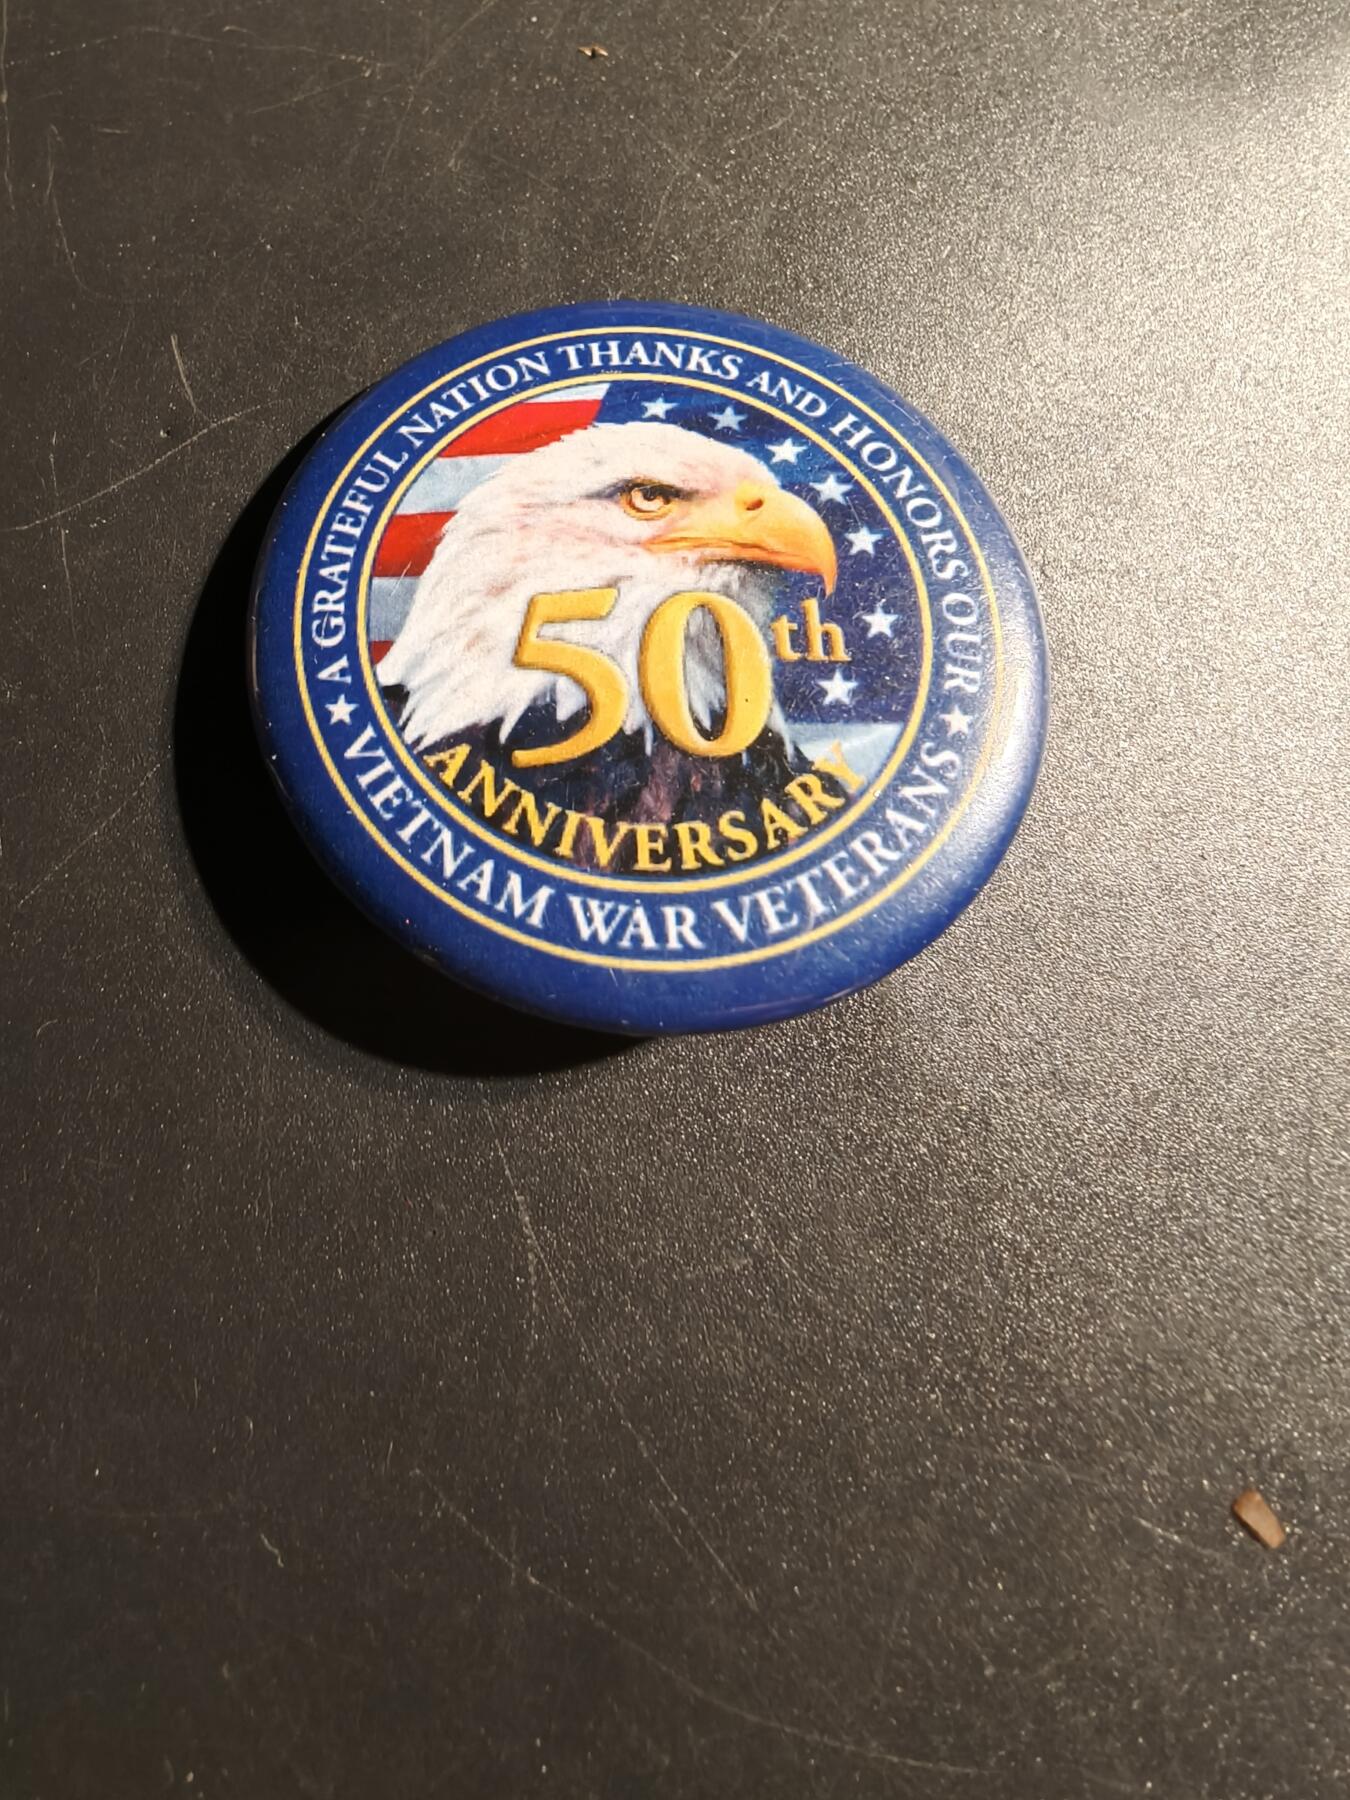 ★ A GRATEFUL NATION THANKS AND HONORS OUR ★
50th
ANNIVERSARY
VIETNAM WAR VETERANS